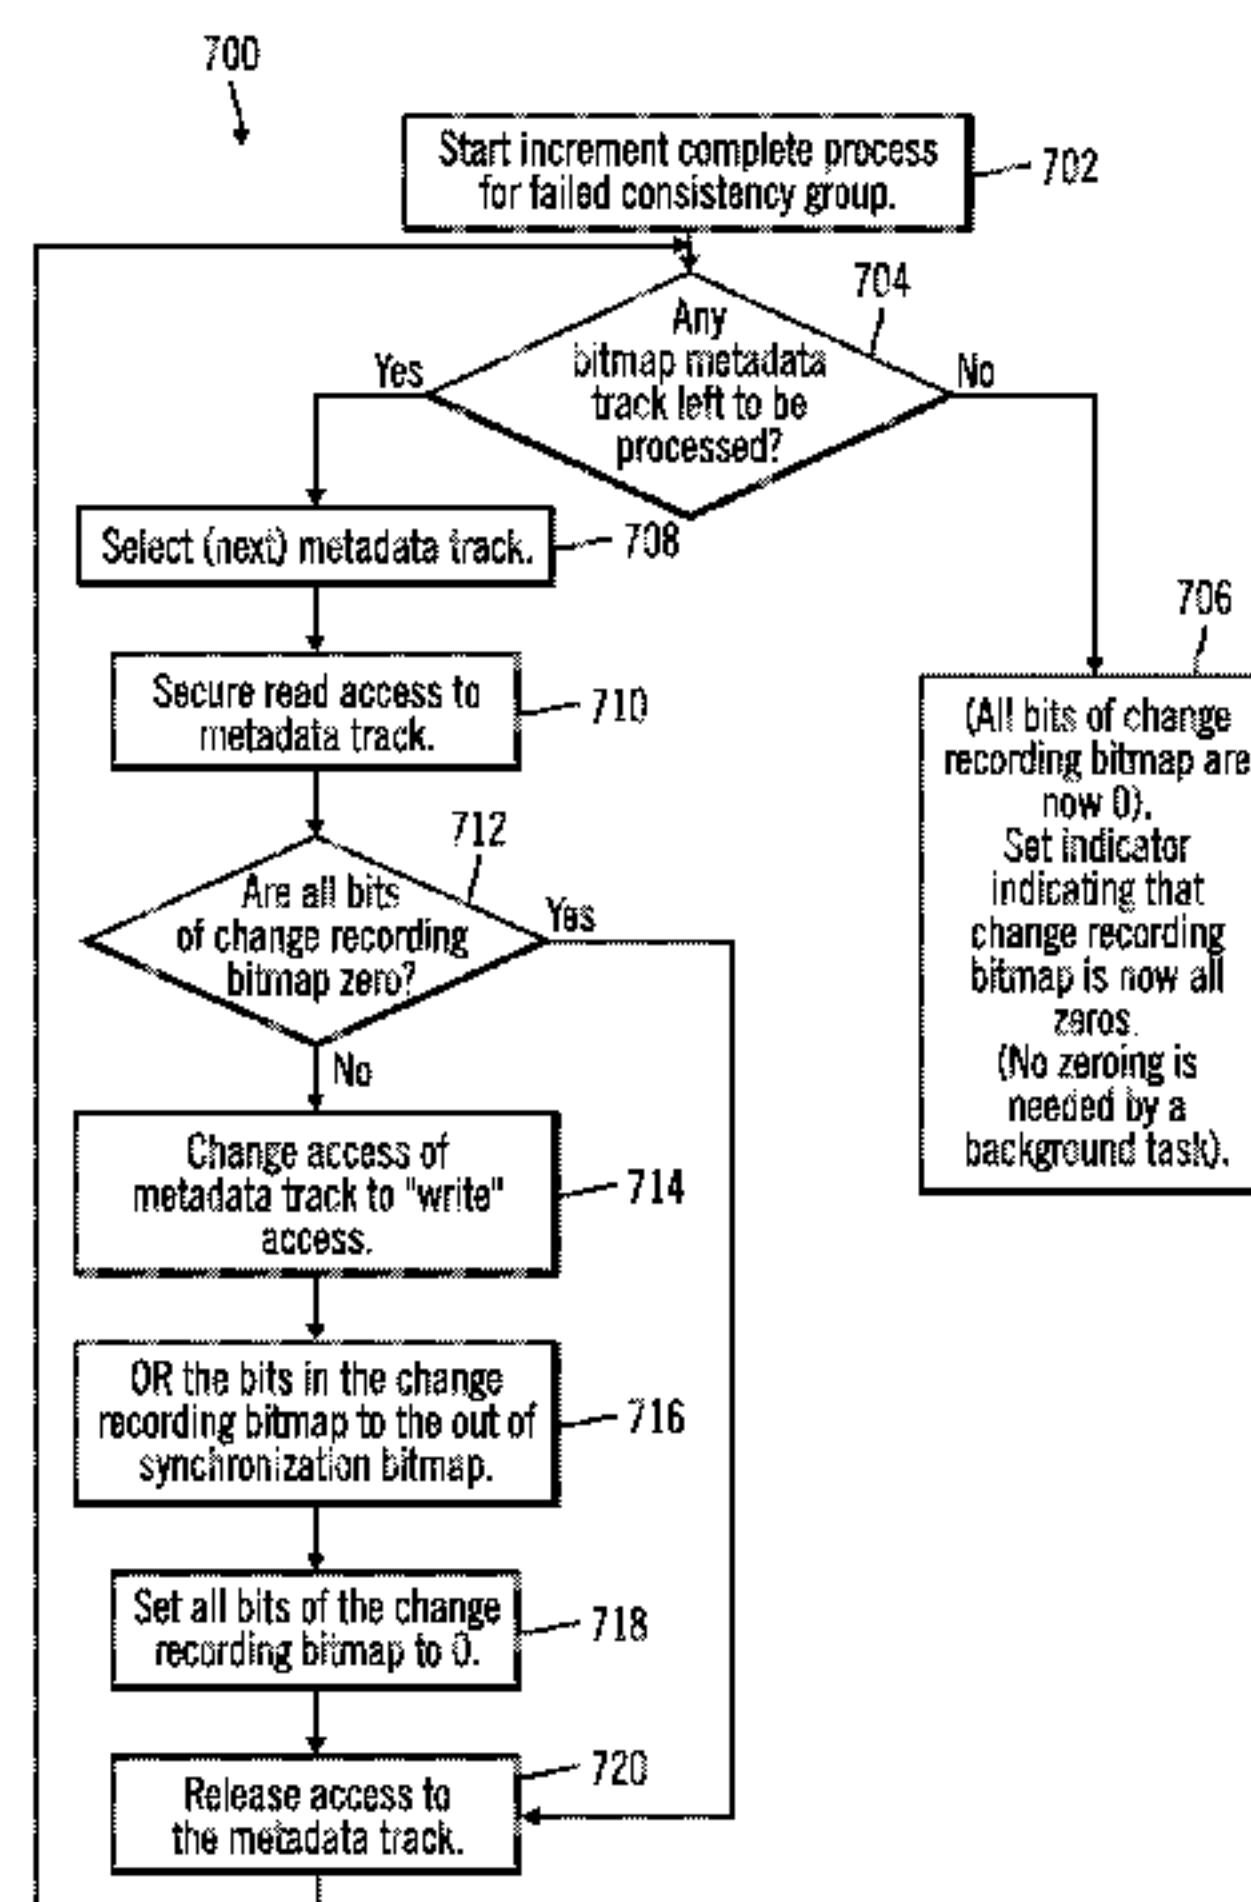 700
Start increment complete process
for failed consistency group.
702
704
Any
bitmap metadata
track left to be
processed?
Yes
No
Select (next) metadata track.
708
706
Secure read access to
metadata track.
710
(All bits of change
recording bitmap are
now 0).
Set indicator
indicating that
change recording
bitmap is now all
zeros.
(No zeroing is
needed by a
background task).
712
Are all bits
of change recording
bitmap zero?
Yes
No
Change access of
metadata track to "write"
access.
714
OR the bits in the change
recording bitmap to the out of
synchronization bitmap.
716
Set all bits of the change
recording bitmap to 0.
718
Release access to
the metadata track.
720